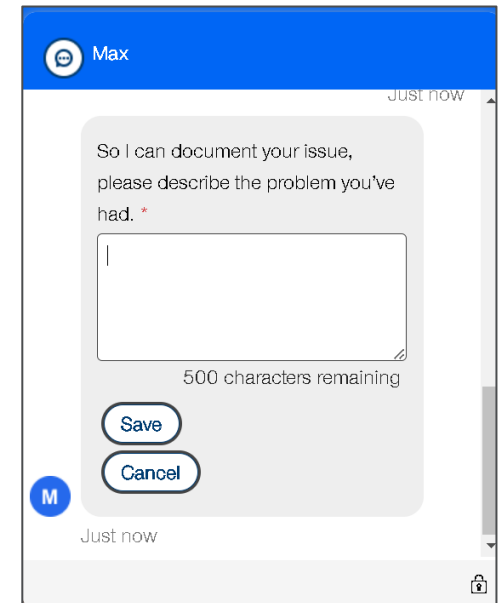 Max
Just now
So I can document your issue,
please describe the problem you've
had. *
500 characters remaining
Save
Cancel
M
Just now